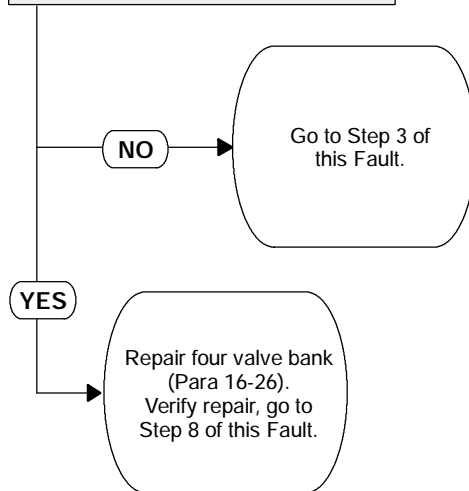 NO
Go to Step 3 of
this Fault.
YES
Repair four valve bank
(Para 16-26).
Verify repair, go to
Step 8 of this Fault.